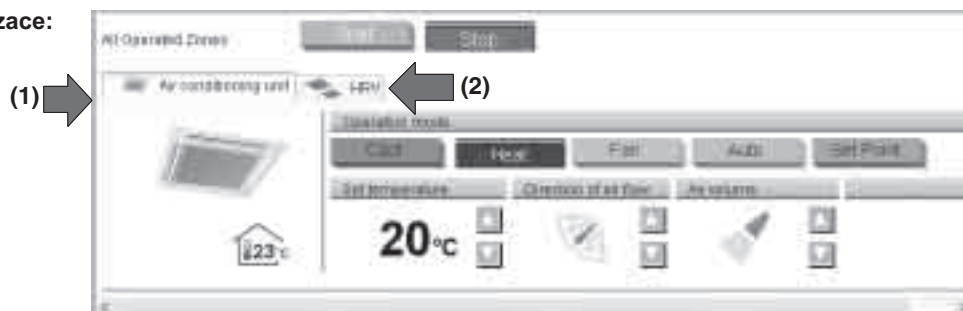 zace:
All Operated Zones
Start Stop
(1)
Air conditioning unit HRV
(2)
Operation mode
Cool Heat Fan Auto Set Point
Set temperature Direction of air flow Air volume
20°C
23°c